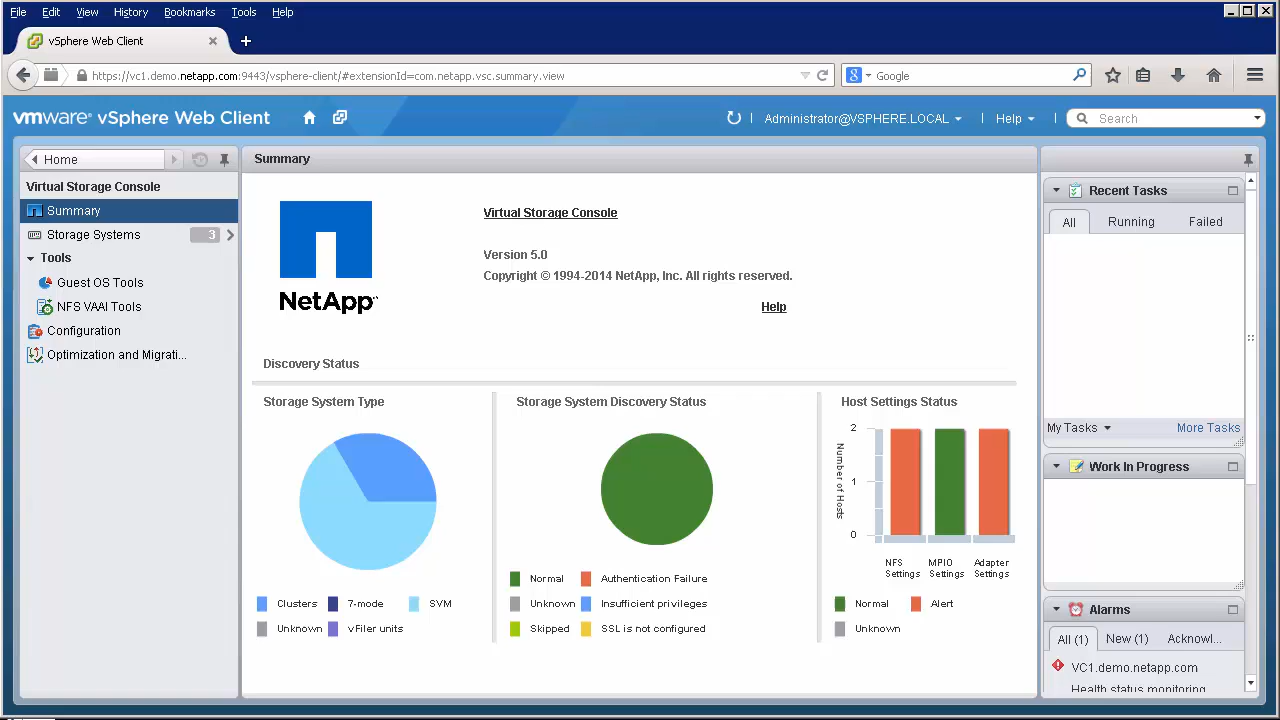 File Edit View History Bookmarks Tools Help
vSphere Web Client
https://vc1.demo.netapp.com:9443/vsphere-client/#extensionId=com.netapp.vsc.summary.view
Google
vmware® vSphere Web Client
Administrator@VSPHERE.LOCAL
Help
Search
Home
Virtual Storage Console
Summary
Storage Systems 3
Tools
Guest OS Tools
NFS VAAI Tools
Configuration
Optimization and Migrati...
Summary
NetApp
Virtual Storage Console
Version 5.0
Copyright © 1994-2014 NetApp, Inc. All rights reserved.
Help
Discovery Status
Storage System Type
Clusters 7-mode SVM
Unknown vFiler units
Storage System Discovery Status
Normal Authentication Failure
Unknown Insufficient privileges
Skipped SSL is not configured
Host Settings Status
Number of Hosts
2
1
0
NFS Settings
MPIO Settings
Adapter Settings
Normal Alert
Unknown
Recent Tasks
All Running Failed
My Tasks More Tasks
Work In Progress
Alarms
All (1) New (1) Acknowl...
VC1.demo.netapp.com
Health status monitoring